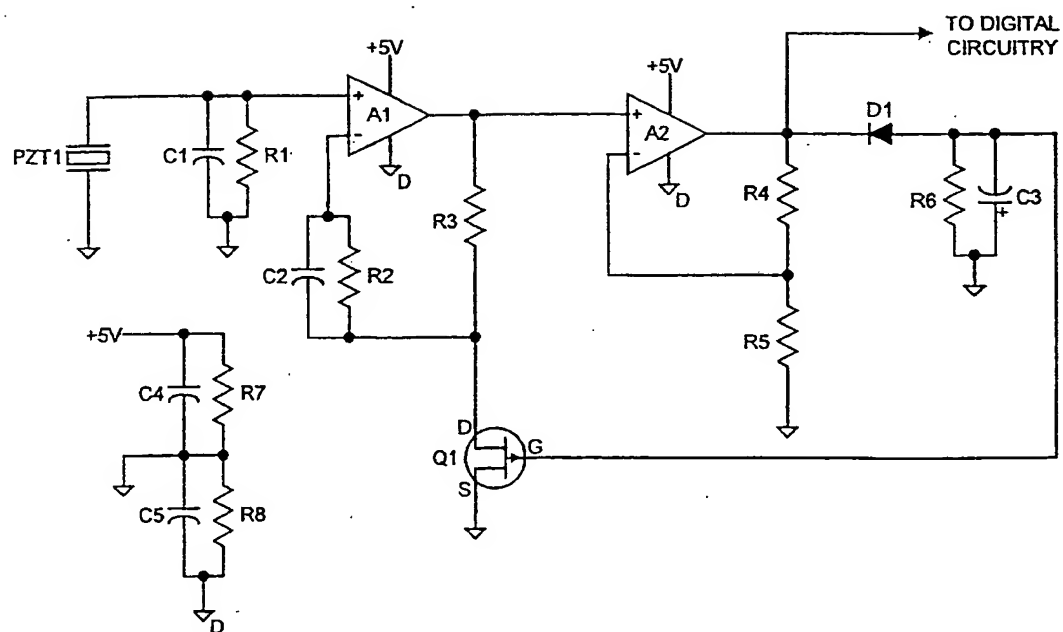 TO DIGITAL
CIRCUITRY
+5V
+5V
+
A1
-
D
+
A2
-
D
D1
PZT1
C1
R1
R3
R4
R6
C3
+
C2
R2
R5
+5V
C4
R7
D
Q1
G
S
C5
R8
D